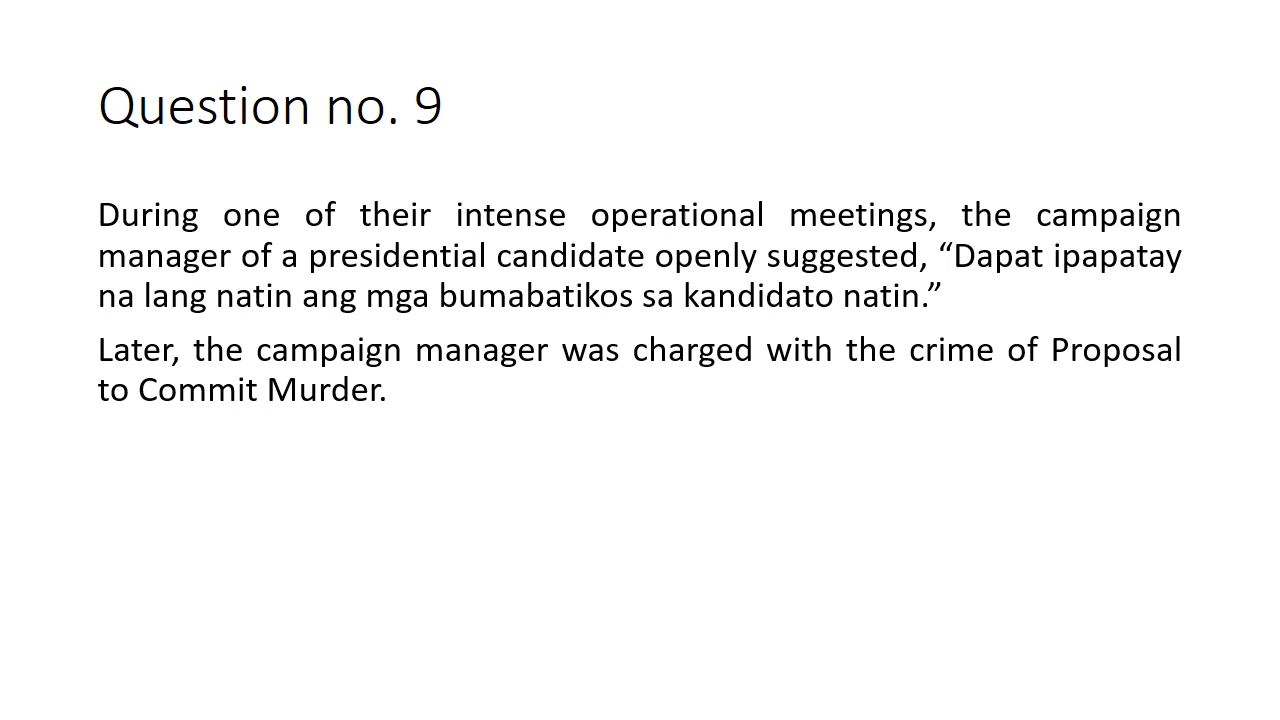 Question no. 9
During one of their intense operational meetings, the campaign
manager of a presidential candidate openly suggested, “Dapat ipapatay
na lang natin ang mga bumabatikos sa kandidato natin.”
Later, the campaign manager was charged with the crime of Proposal
to Commit Murder.